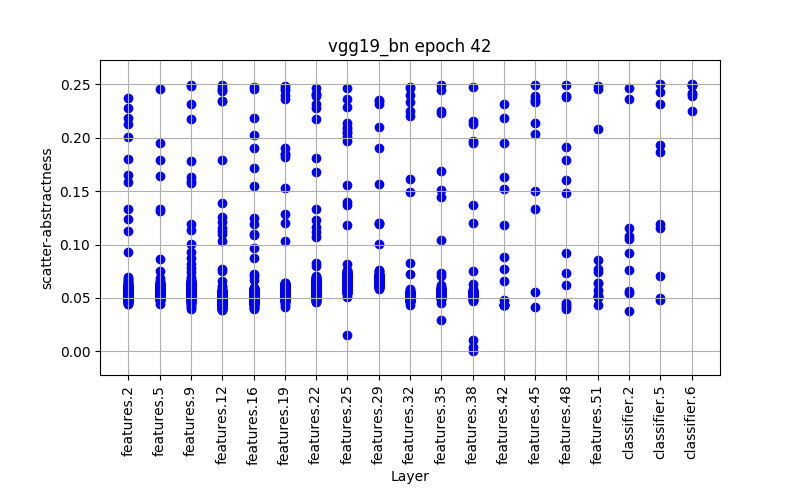 vgg19_bn epoch 42
scatter-abstractness
0.25
0.20
0.15
0.10
0.05
0.00
features.2
features.5
features.9
features.12
features.16
features.19
features.22
features.25
features.29
features.32
features.35
features.38
features.42
features.45
features.48
features.51
classifier.2
classifier.5
classifier.6
Layer